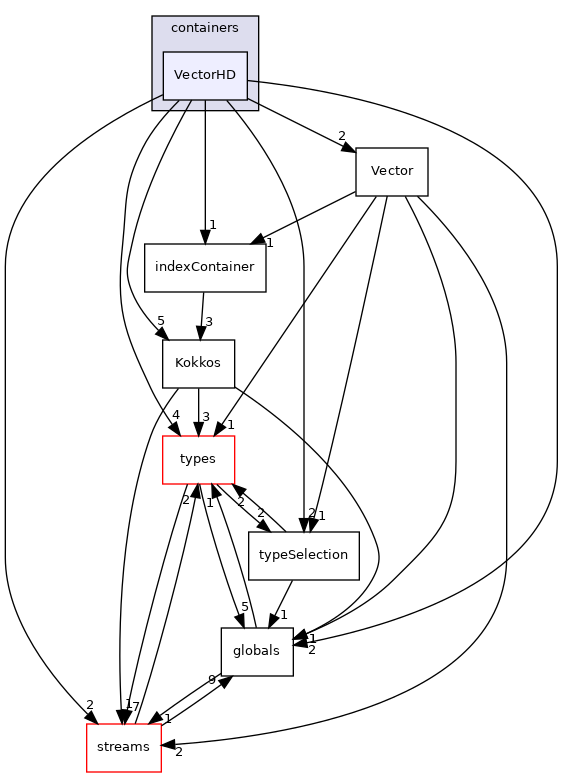 containers
VectorHD
2
Vector
1
1
indexContainer
5
3
Kokkos
4
3
1
types
2
1
2
2
2
1
typeSelection
5
1
1
2
globals
9
2
1
7
1
2
streams